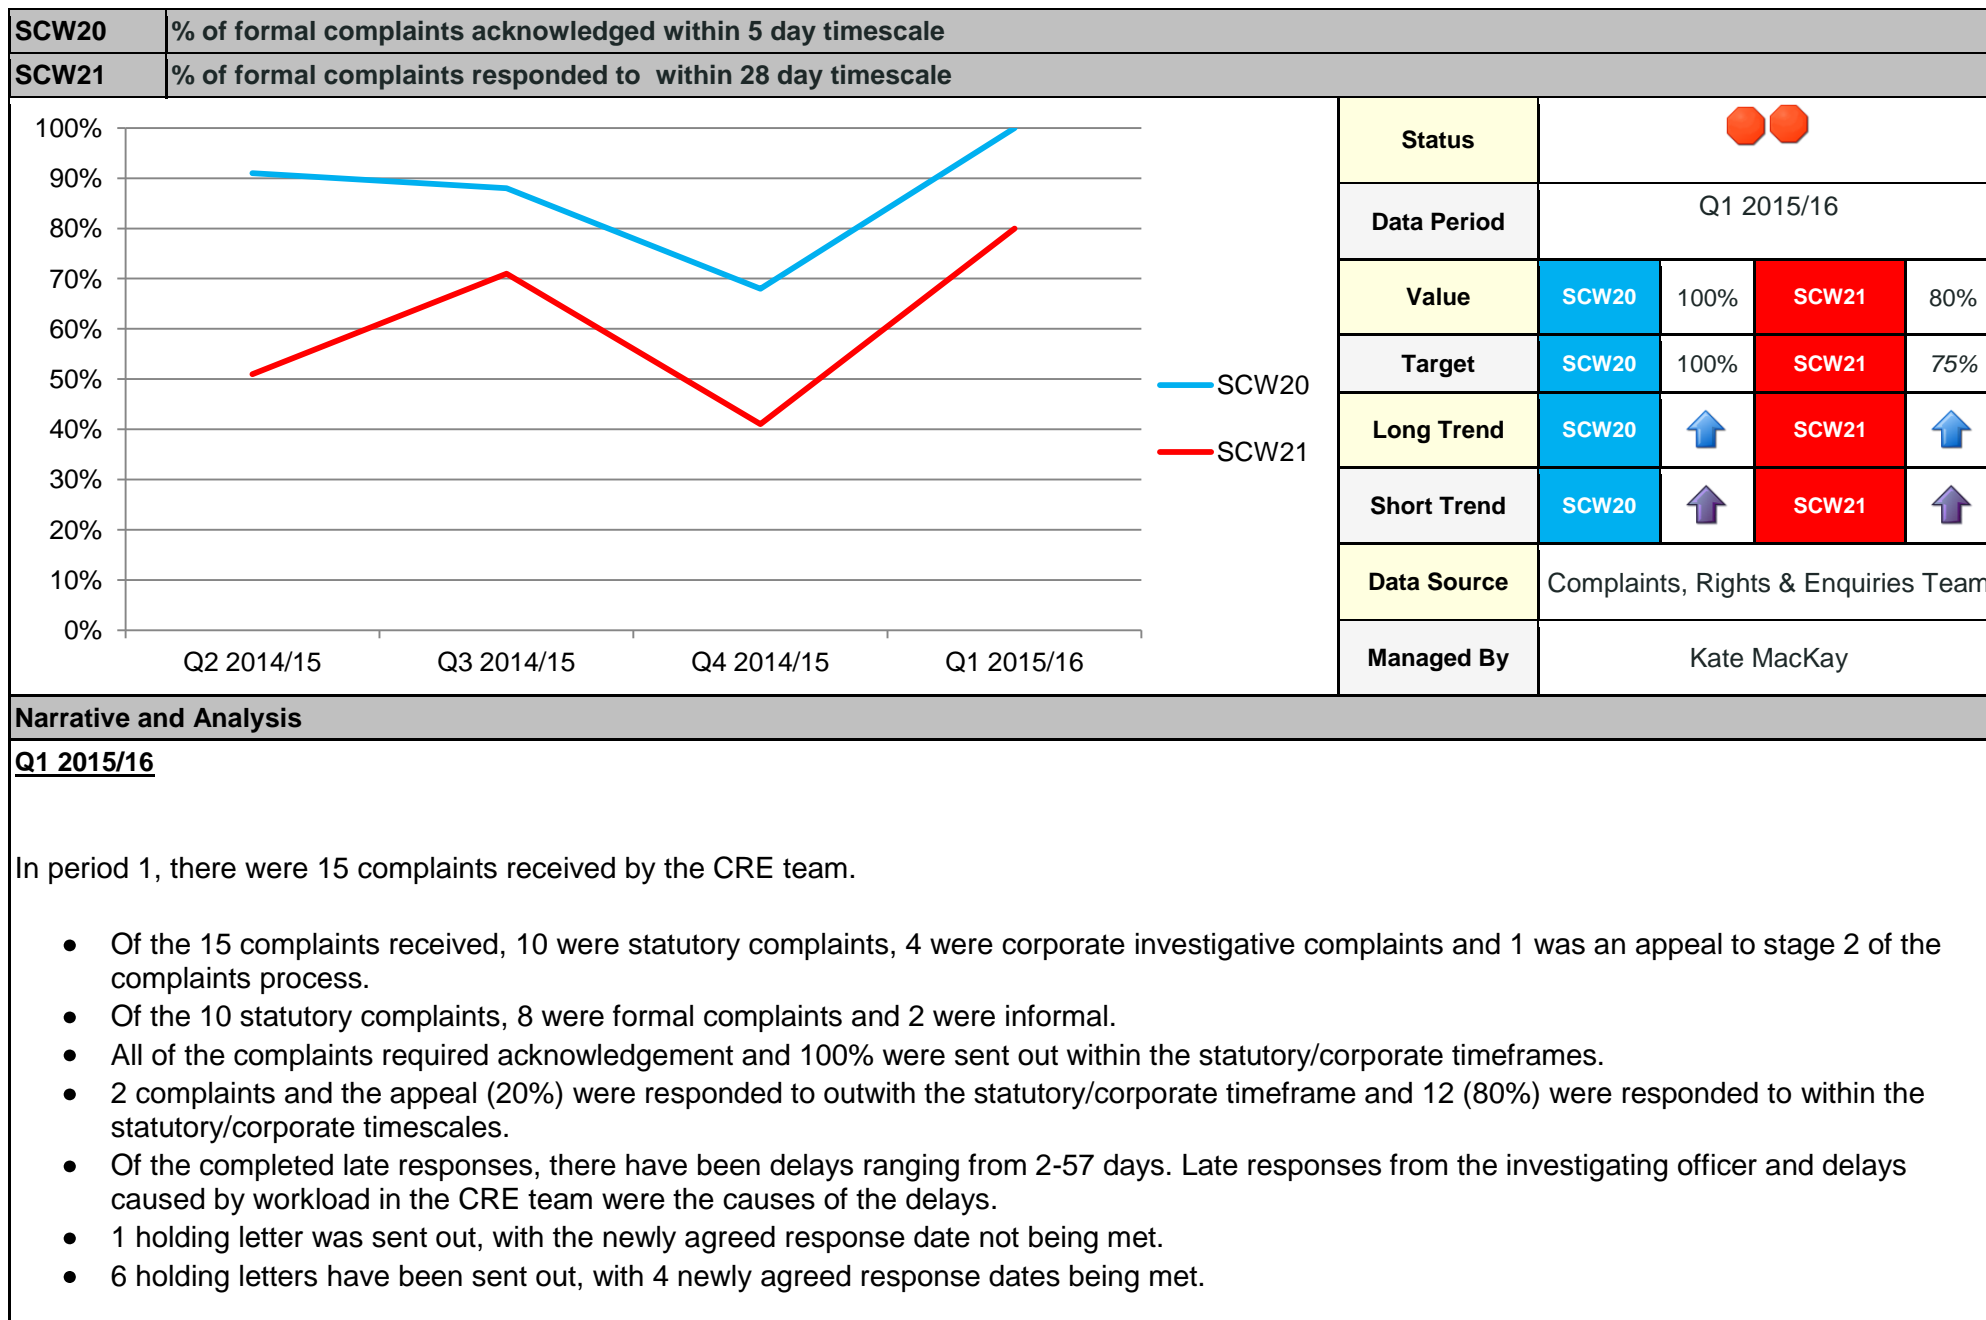 SCW20 % of formal complaints acknowledged within 5 day timescale
SCW21 % of formal complaints responded to within 28 day timescale
100%
90%
80%
70%
60%
50%
40%
30%
20%
10%
0%
Q2 2014/15 Q3 2014/15 Q4 2014/15 Q1 2015/16
SCW20
SCW21
Status
Data Period Q1 2015/16
Value SCW20 100% SCW21 80%
Target SCW20 100% SCW21 75%
Long Trend SCW20 SCW21
Short Trend SCW20 SCW21
Data Source Complaints, Rights & Enquiries Team
Managed By Kate MacKay
Narrative and Analysis
Q1 2015/16
In period 1, there were 15 complaints received by the CRE team.
• Of the 15 complaints received, 10 were statutory complaints, 4 were corporate investigative complaints and 1 was an appeal to stage 2 of the
complaints process.
• Of the 10 statutory complaints, 8 were formal complaints and 2 were informal.
• All of the complaints required acknowledgement and 100% were sent out within the statutory/corporate timeframes.
• 2 complaints and the appeal (20%) were responded to outwith the statutory/corporate timeframe and 12 (80%) were responded to within the
statutory/corporate timescales.
• Of the completed late responses, there have been delays ranging from 2-57 days. Late responses from the investigating officer and delays
caused by workload in the CRE team were the causes of the delays.
• 1 holding letter was sent out, with the newly agreed response date not being met.
• 6 holding letters have been sent out, with 4 newly agreed response dates being met.